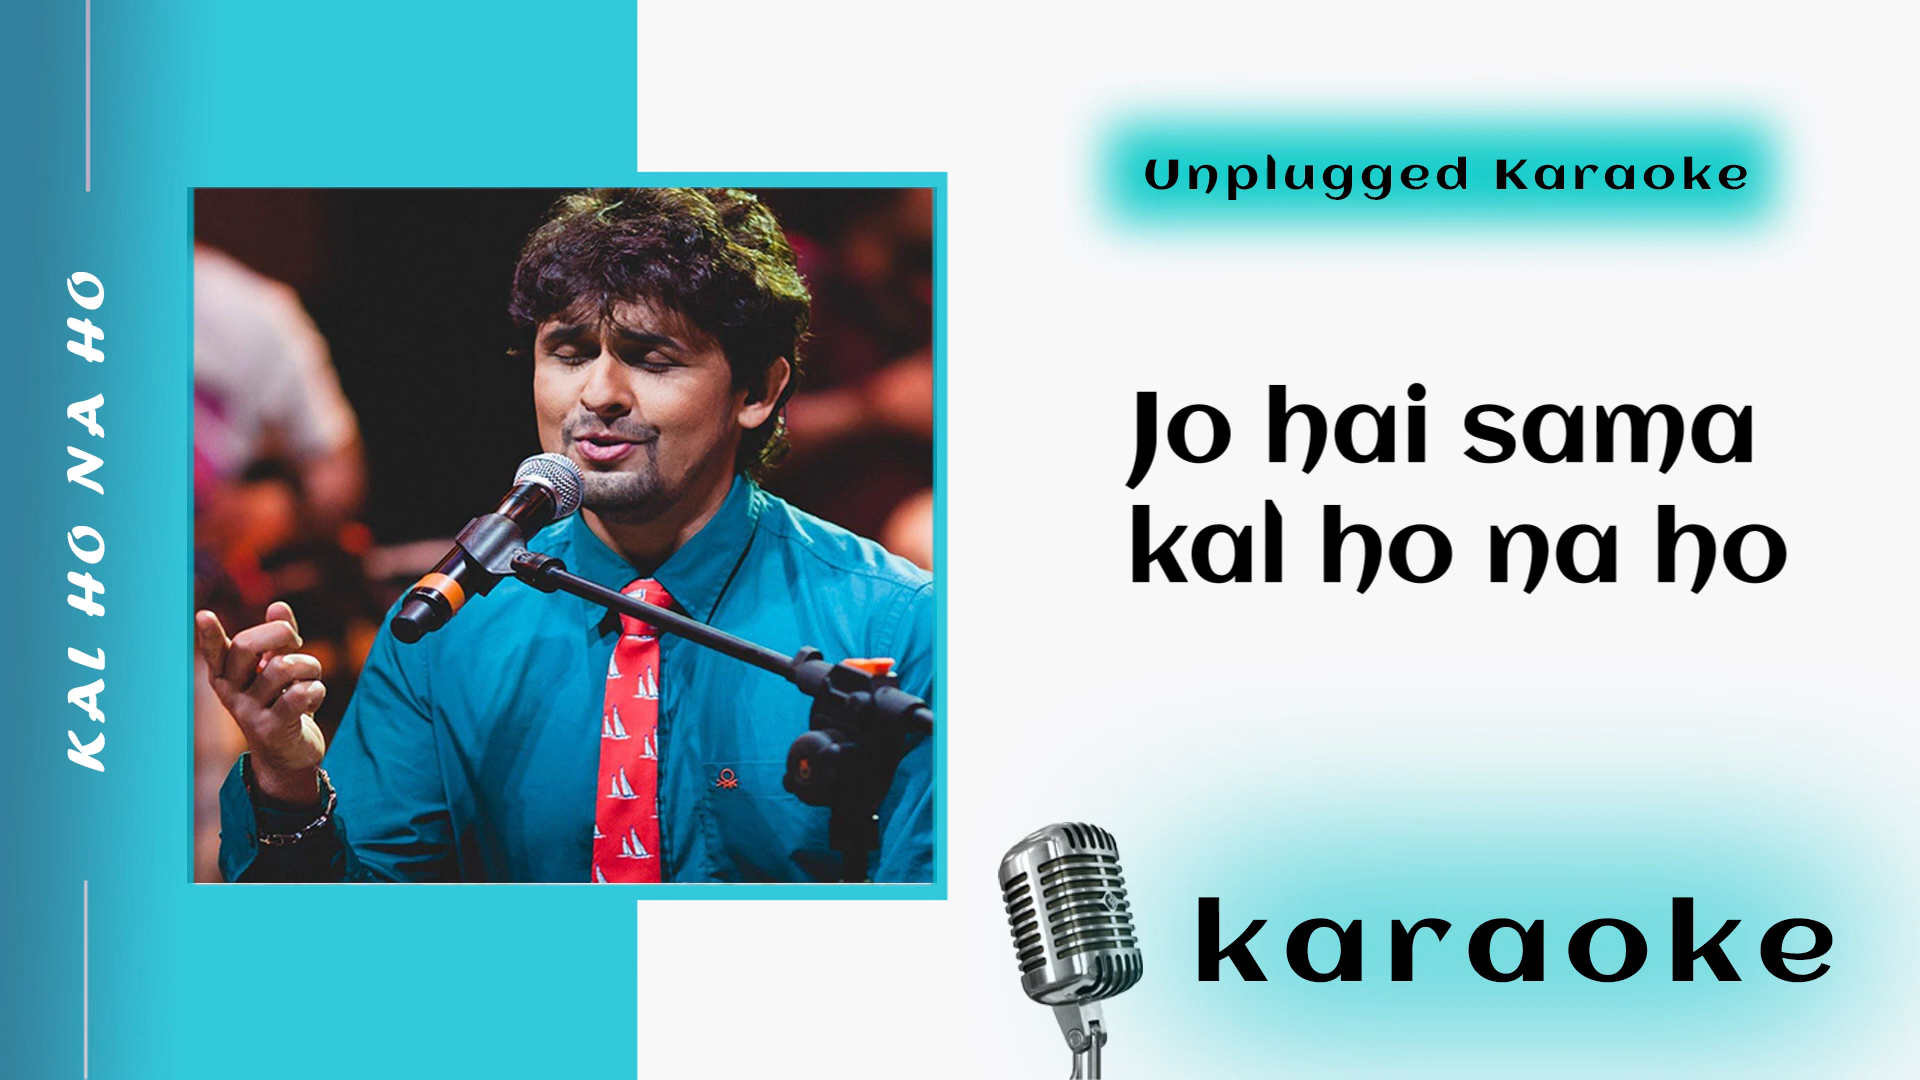 KAL HO NA HO
Unplugged Karaoke
Jo hai sama
kal ho na ho
karaoke